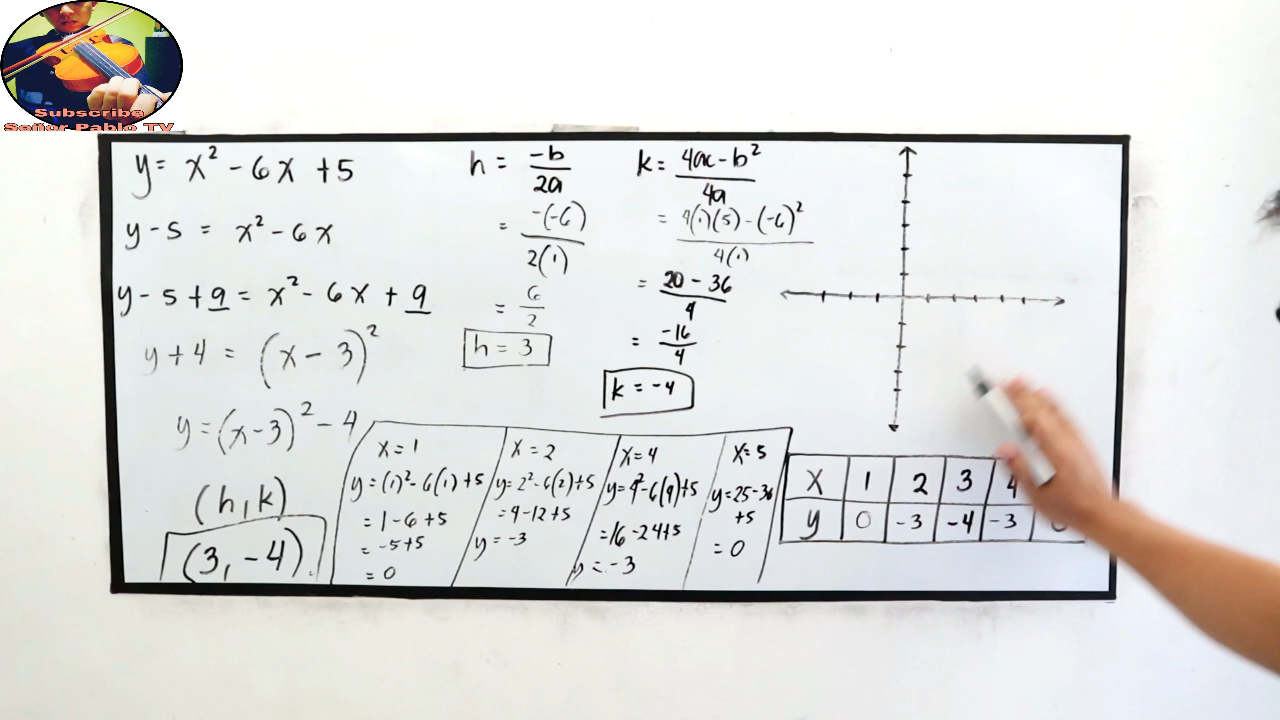 Subscribe
Señor Pablo TV
y = x² - 6x + 5
y - 5 = x² - 6x
y - 5 + 9 = x² - 6x + 9
y + 4 = (x - 3)²
y = (x - 3)² - 4
(h, k)
(3, -4)
h = -b/2a
= -(-6)/2(1)
= 6/2
h = 3
k = 4ac - b²/4a
= 4(1)(5) - (-6)²/4(1)
= 20 - 36/4
= -16/4
k = -4
x = 1
y = (1)² - 6(1) + 5
= 1 - 6 + 5
= -5 + 5
= 0
x = 2
y = 2² - 6(2) + 5
= 4 - 12 + 5
y = -3
x = 4
y = 4² - 6(4) + 5
= 16 - 24 + 5
y = -3
x = 5
y = 25 - 30
+ 5
= 0
x 1 2 3 4
y 0 -3 -4 -3